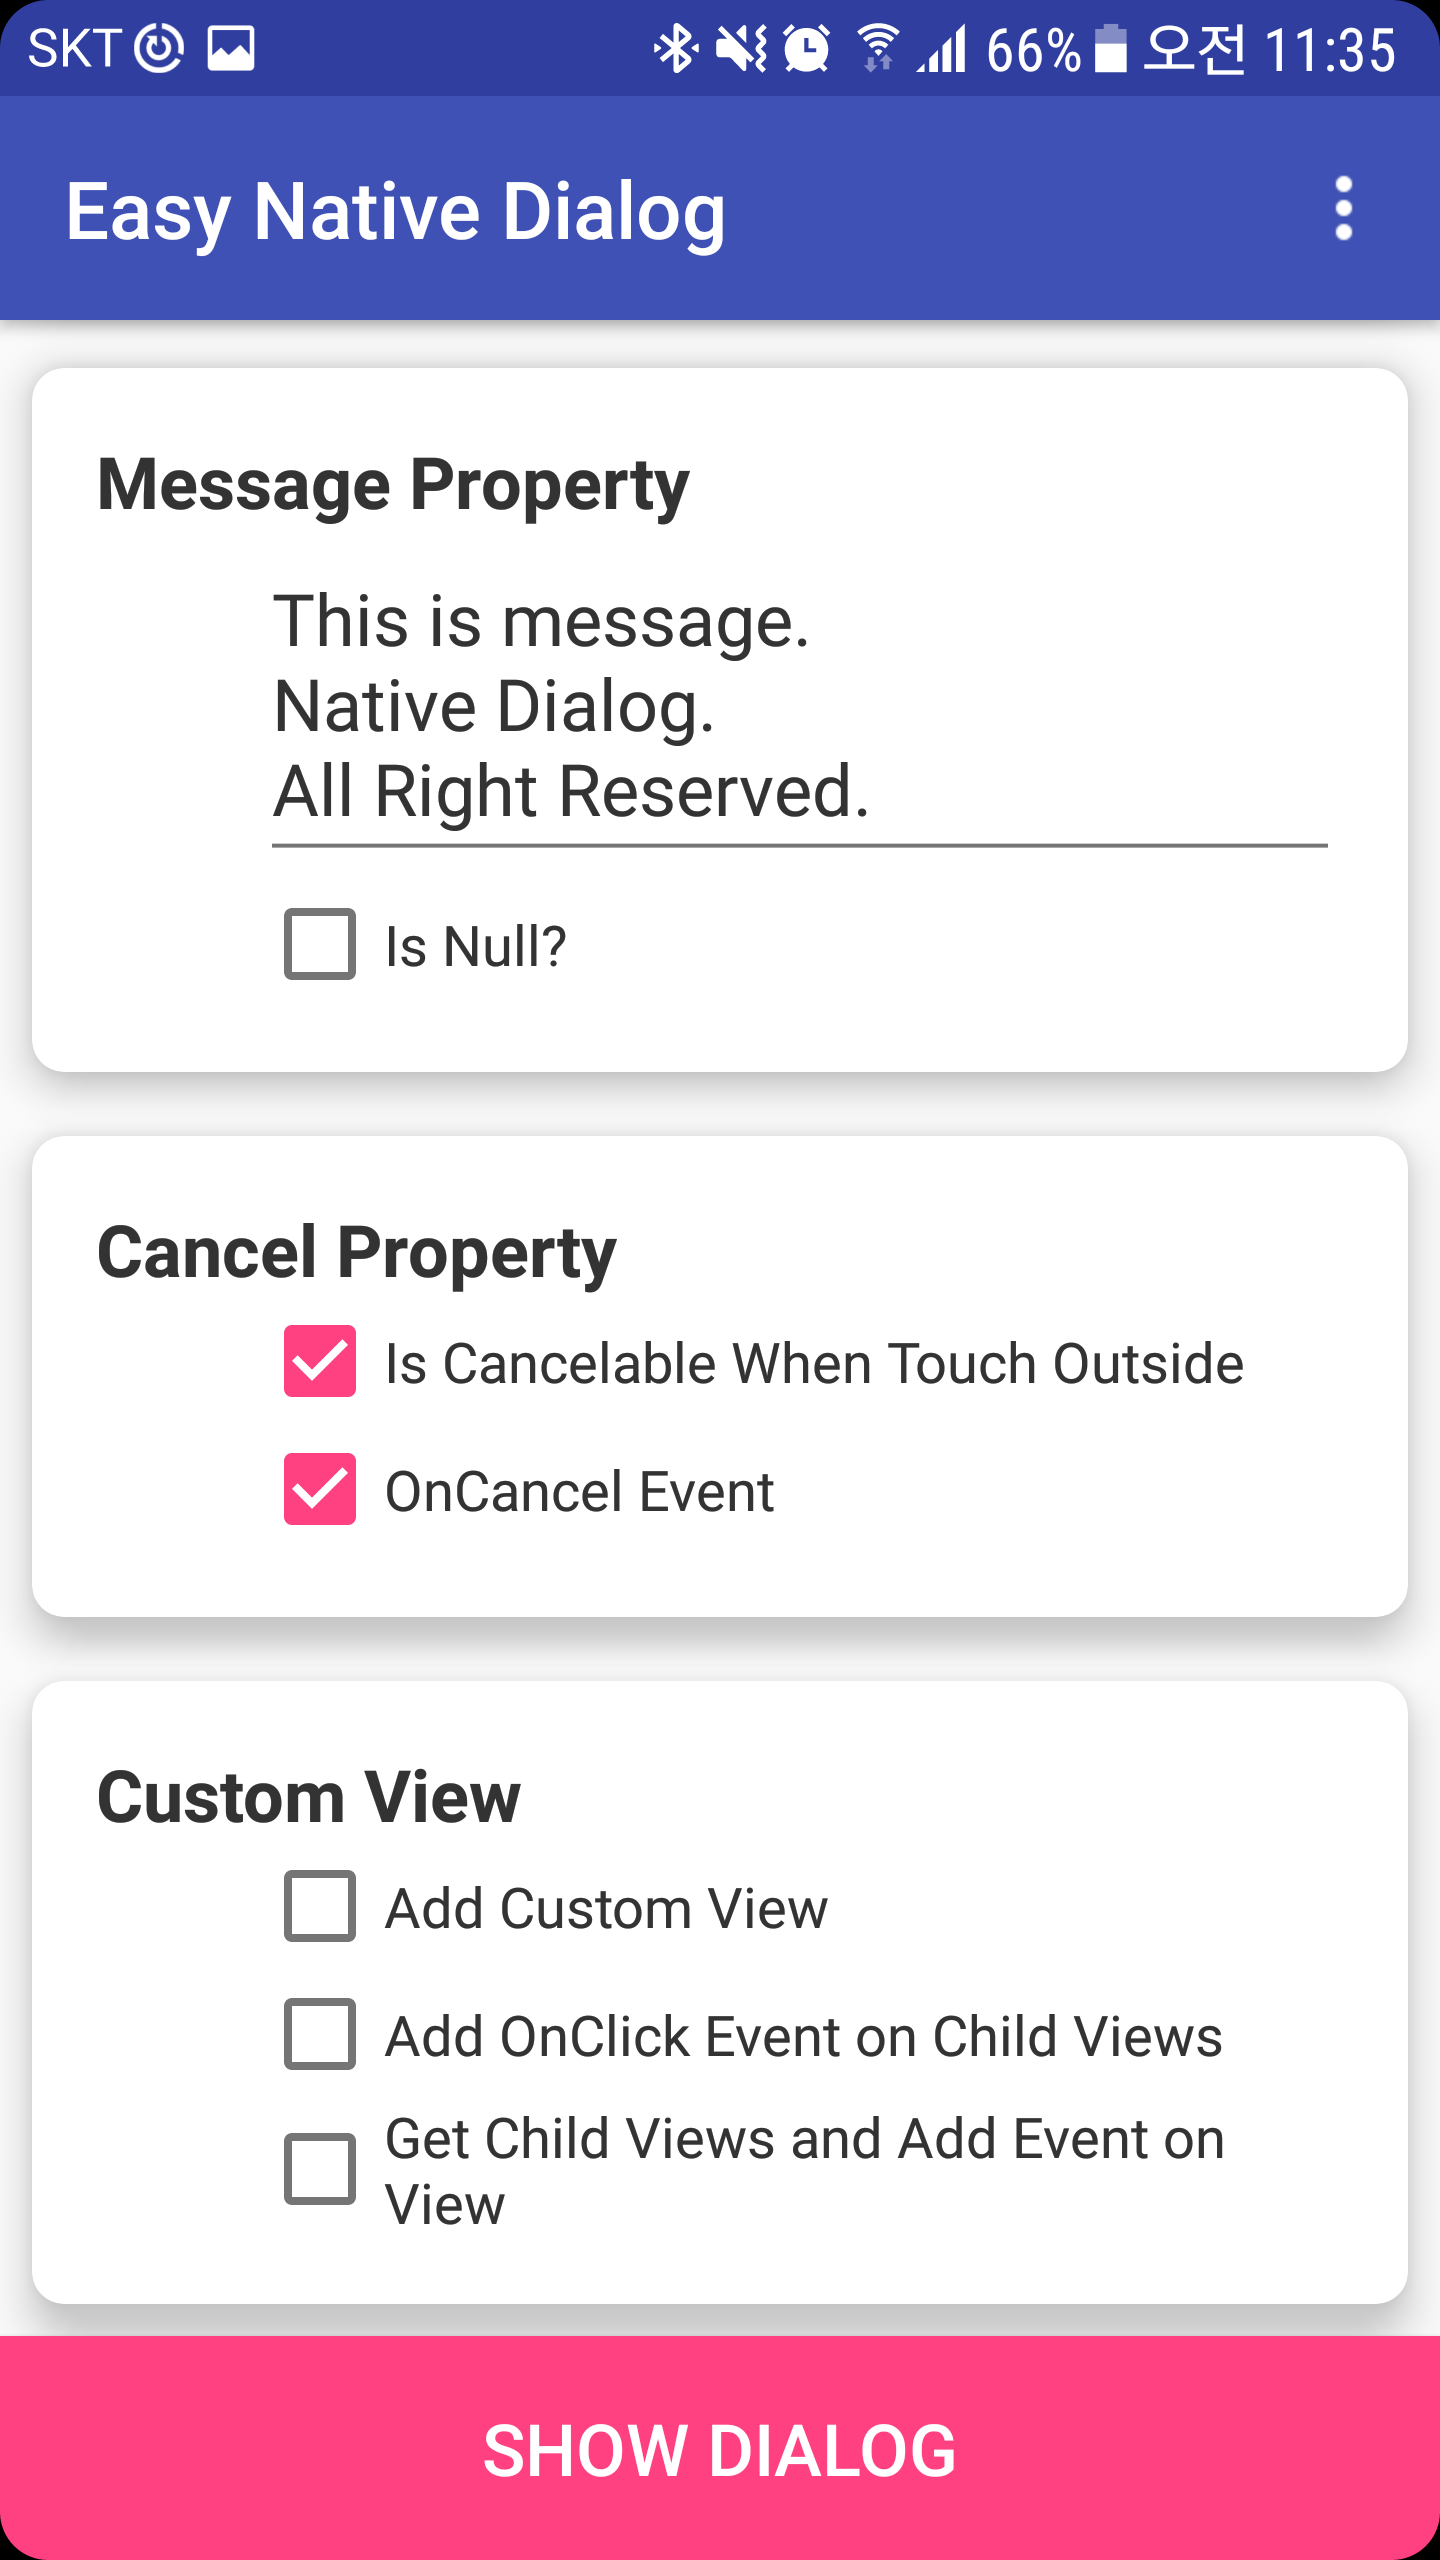 SKT 66% 오전 11:35
Easy Native Dialog
Message Property
This is message.
Native Dialog.
All Right Reserved.
Is Null?
Cancel Property
Is Cancelable When Touch Outside
OnCancel Event
Custom View
Add Custom View
Add OnClick Event on Child Views
Get Child Views and Add Event on
View
SHOW DIALOG